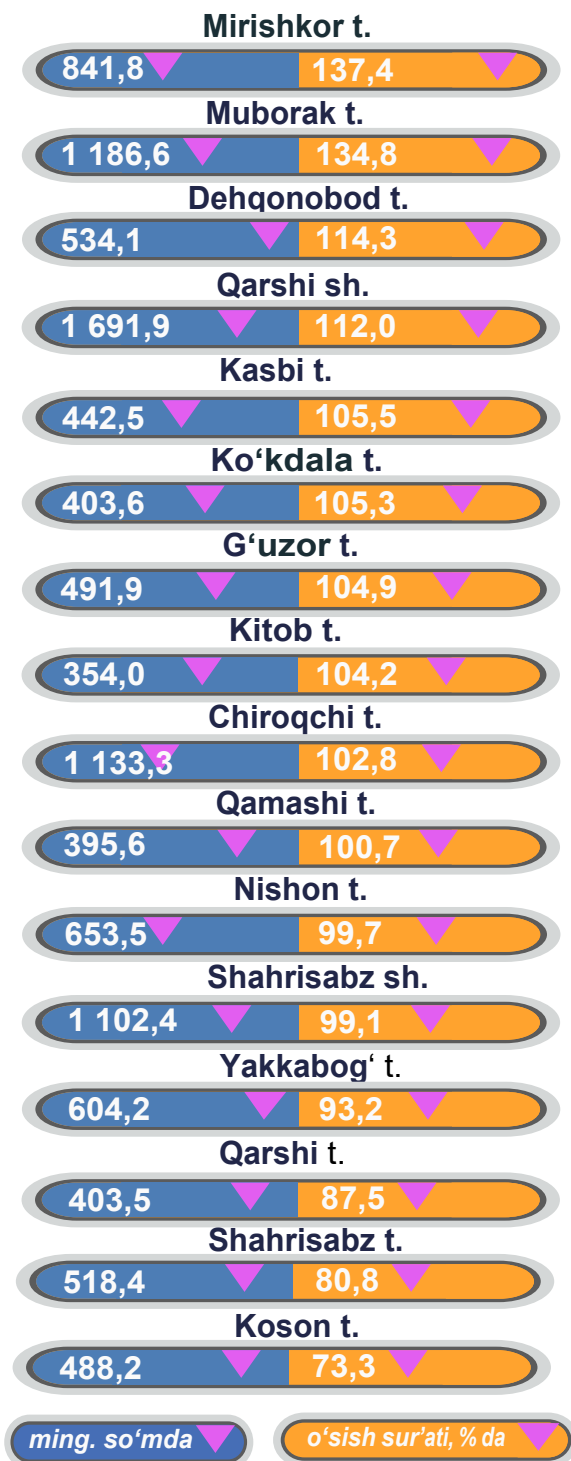 Mirishkor t.
841,8 137,4
Muborak t.
1 186,6 134,8
Dehqonobod t.
534,1 114,3
Qarshi sh.
1 691,9 112,0
Kasbi t.
442,5 105,5
Ko‘kdala t.
403,6 105,3
G‘uzor t.
491,9 104,9
Kitob t.
354,0 104,2
Chiroqchi t.
1 133,3 102,8
Qamashi t.
395,6 100,7
Nishon t.
653,5 99,7
Shahrisabz sh.
1 102,4 99,1
Yakkabog‘ t.
604,2 93,2
Qarshi t.
403,5 87,5
Shahrisabz t.
518,4 80,8
Koson t.
488,2 73,3
ming. so‘mda o‘sish sur’ati, % da